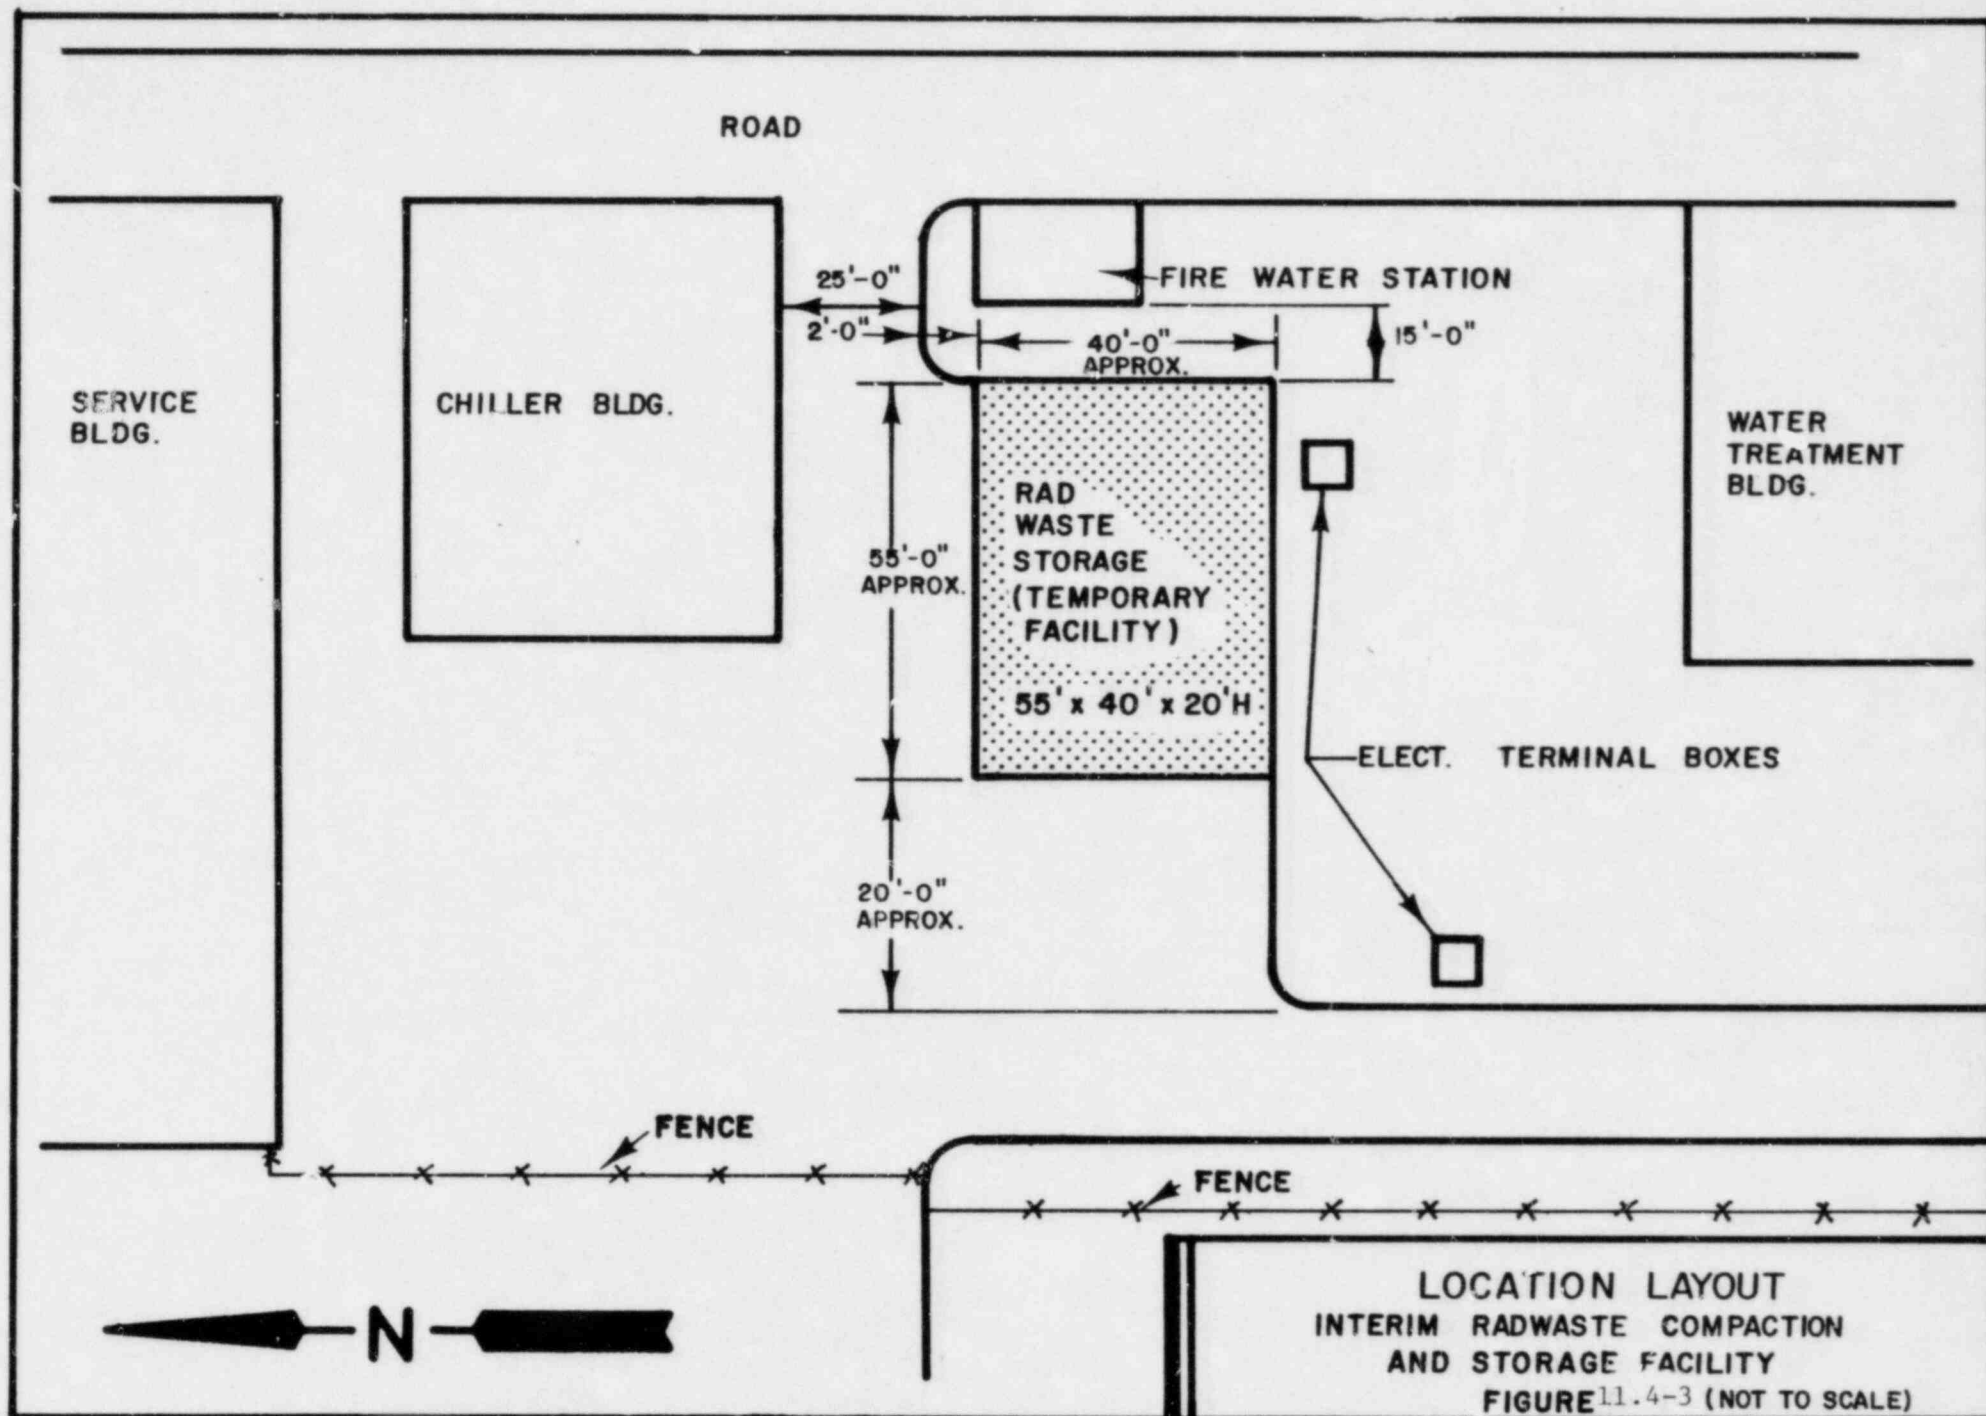 ROAD
25'-0"
FIRE WATER STATION
2'-0"
40'-0"
APPROX.
15'-0"
SERVICE
BLDG.
CHILLER BLDG.
WATER
TREATMENT
BLDG.
RAD
WASTE
STORAGE
(TEMPORARY
FACILITY)
55'-0"
APPROX.
55' x 40' x 20'H
ELECT. TERMINAL BOXES
20'-0"
APPROX.
FENCE
FENCE
N
LOCATION LAYOUT
INTERIM RADWASTE COMPACTION
AND STORAGE FACILITY
FIGURE 11.4-3 (NOT TO SCALE)